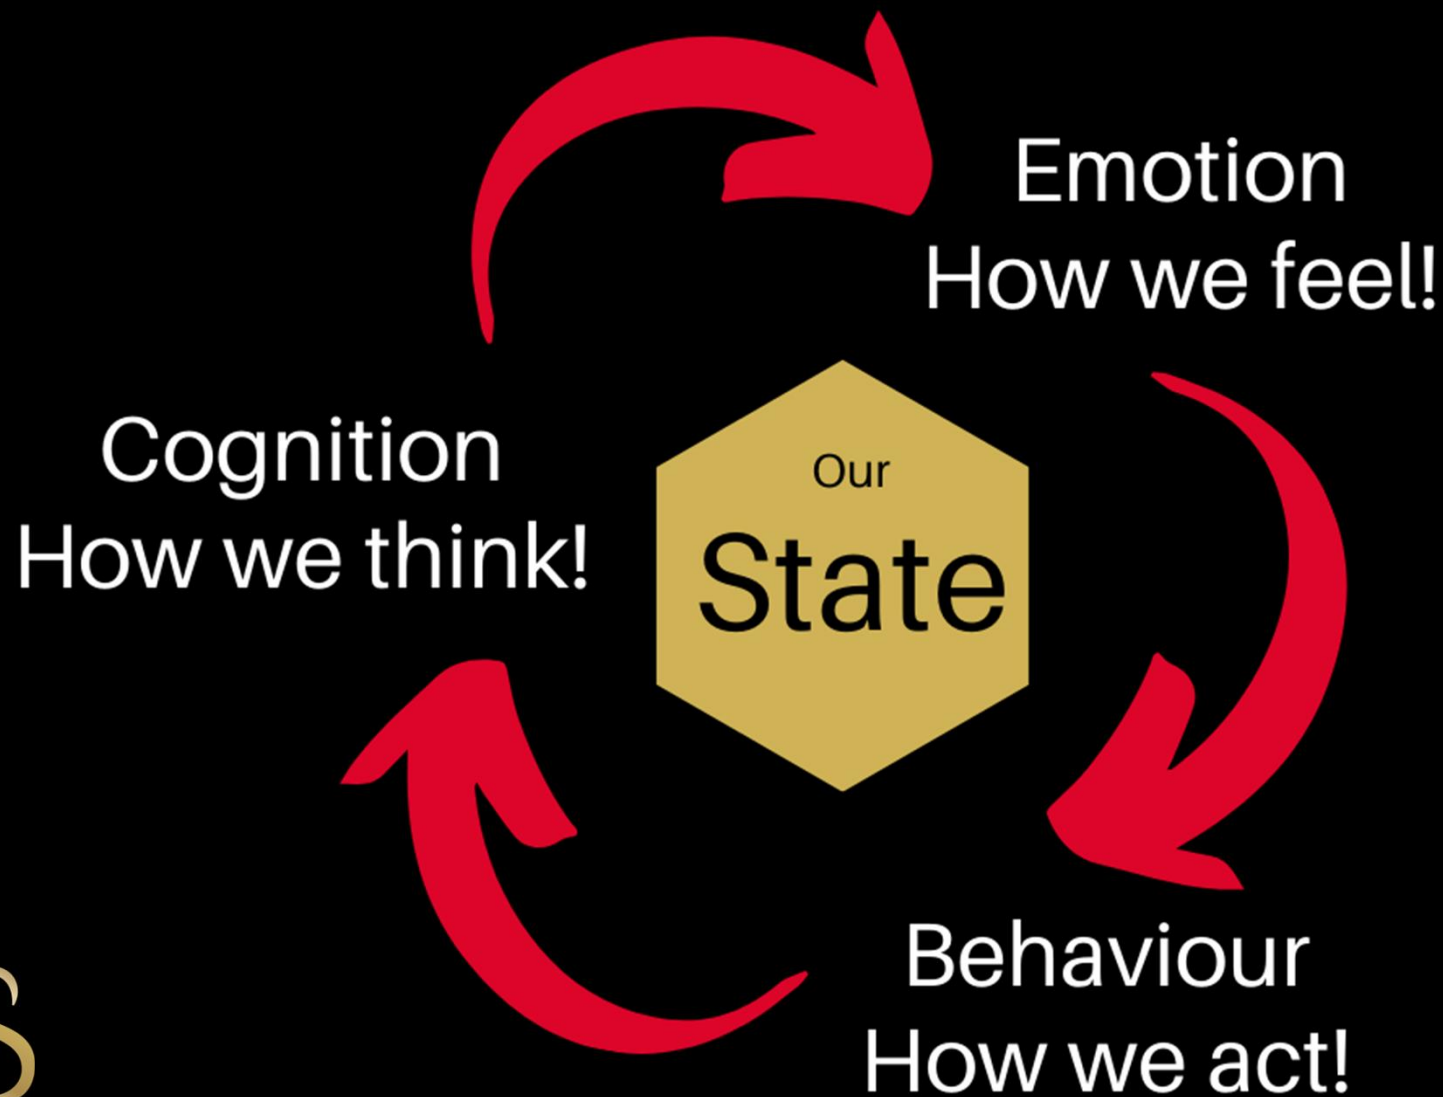 Emotion
How we feel!
Cognition
How we think!
Our
State
Behaviour
How we act!
S